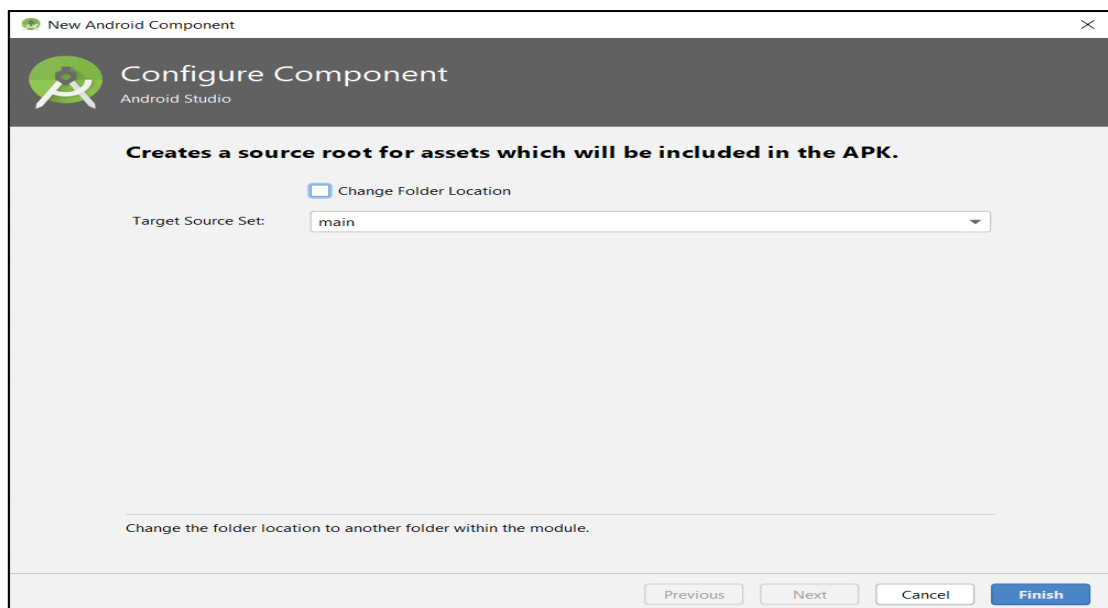 New Android Component
Configure Component
Android Studio
Creates a source root for assets which will be included in the APK.
Change Folder Location
Target Source Set: main
Change the folder location to another folder within the module.
Previous Next Cancel Finish